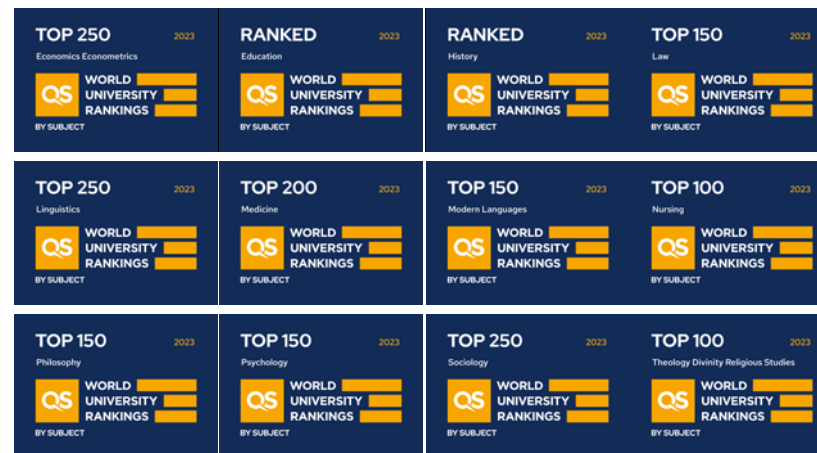 TOP 250 2023
Economics Econometrics
QS WORLD UNIVERSITY RANKINGS
BY SUBJECT
RANKED 2023
Education
QS WORLD UNIVERSITY RANKINGS
BY SUBJECT
RANKED 2023
History
QS WORLD UNIVERSITY RANKINGS
BY SUBJECT
TOP 150 2023
Law
QS WORLD UNIVERSITY RANKINGS
BY SUBJECT
TOP 250 2023
Linguistics
QS WORLD UNIVERSITY RANKINGS
BY SUBJECT
TOP 200 2023
Medicine
QS WORLD UNIVERSITY RANKINGS
BY SUBJECT
TOP 150 2023
Modern Languages
QS WORLD UNIVERSITY RANKINGS
BY SUBJECT
TOP 100 2023
Nursing
QS WORLD UNIVERSITY RANKINGS
BY SUBJECT
TOP 150 2023
Philosophy
QS WORLD UNIVERSITY RANKINGS
BY SUBJECT
TOP 150 2023
Psychology
QS WORLD UNIVERSITY RANKINGS
BY SUBJECT
TOP 250 2023
Sociology
QS WORLD UNIVERSITY RANKINGS
BY SUBJECT
TOP 100 2023
Theology Divinity Religious Studies
QS WORLD UNIVERSITY RANKINGS
BY SUBJECT